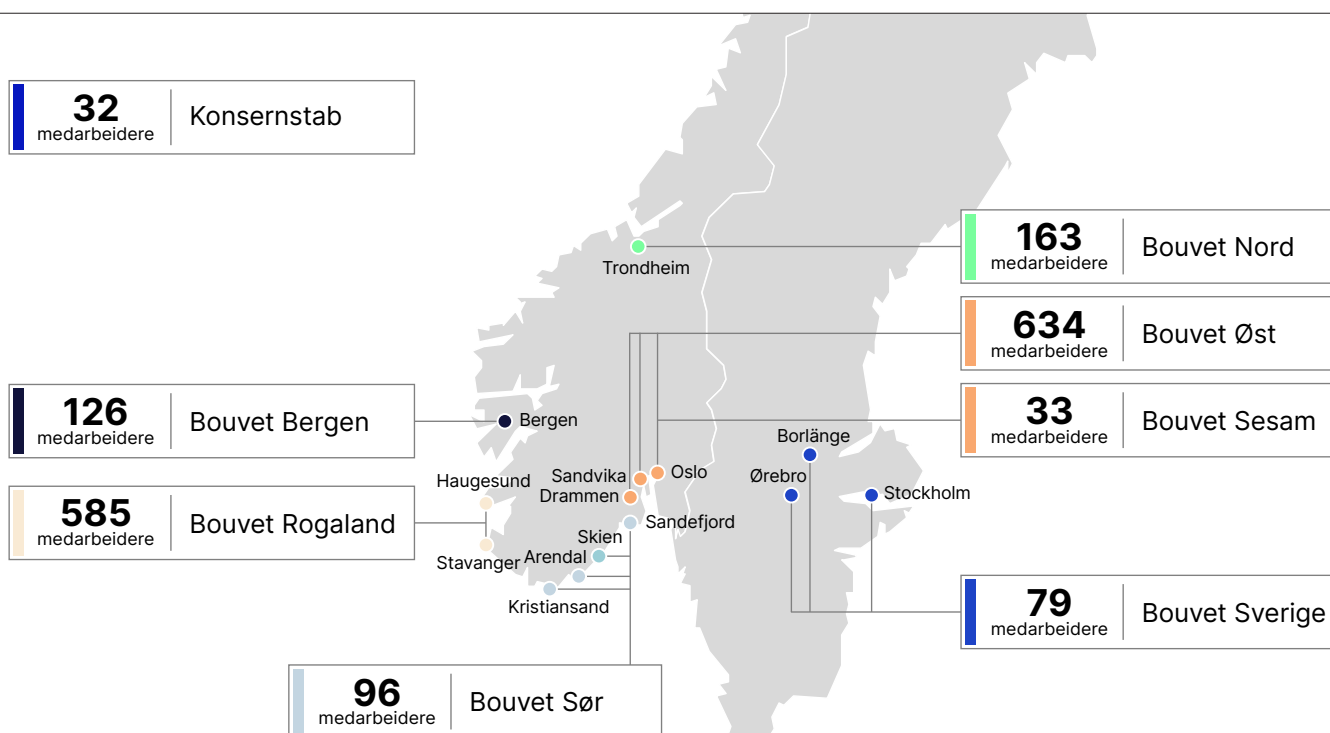 32
medarbeidere
Konsernstab
163
medarbeidere
Bouvet Nord
Trondheim
634
medarbeidere
Bouvet Øst
126
medarbeidere
Bouvet Bergen
Bergen
33
medarbeidere
Bouvet Sesam
Borlänge
Ørebro
Stockholm
Sandvika
Oslo
Drammen
Haugesund
585
medarbeidere
Bouvet Rogaland
Stavanger
Sandefjord
Skien
Arendal
Kristiansand
79
medarbeidere
Bouvet Sverige
96
medarbeidere
Bouvet Sør